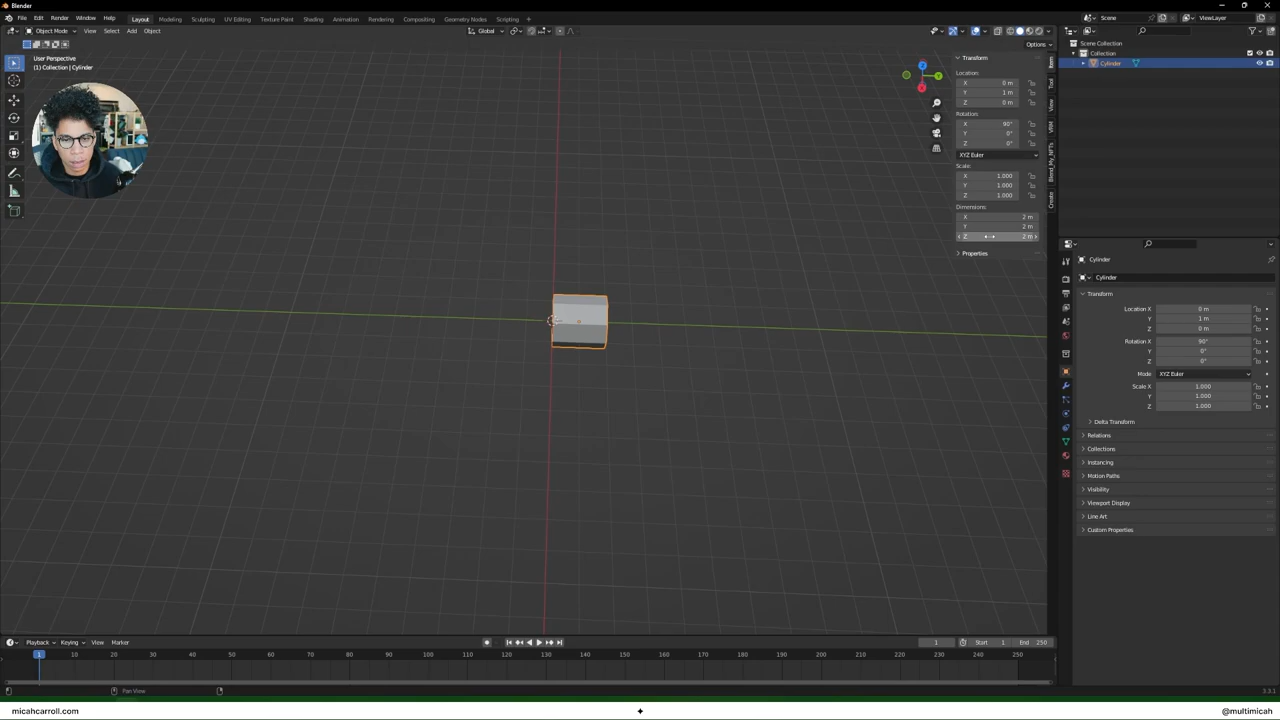 Blender
File Edit Render Window Help Layout Modeling Sculpting UV Editing Texture Paint Shading Animation Rendering Compositing Geometry Nodes Scripting Scene ViewLayer
Object Mode View Select Add Object Global
Options
User Perspective
(1) Collection | Cylinder
Transform
Location:
X 0 m
Y 1 m
Z 0 m
Rotation:
X 90°
Y 0°
Z 0°
XYZ Euler
Scale:
X 1.000
Y 1.000
Z 1.000
Dimensions:
X 2 m
Y 2 m
Z 2 m
Properties
Item
Tool
View
VRM
Blend_My_NFTs
Create
Scene Collection
Collection
Cylinder
Cylinder
Cylinder
Transform
Location X 0 m
Y 1 m
Z 0 m
Rotation X 90°
Y 0°
Z 0°
Mode XYZ Euler
Scale X 1.000
Y 1.000
Z 1.000
Delta Transform
Relations
Collections
Instancing
Motion Paths
Visibility
Viewport Display
Line Art
Custom Properties
Playback Keying View Marker 1 Start 1 End 250
1 10 20 30 40 50 60 70 80 90 100 110 120 130 140 150 160 170 180 190 200 210 220 230 240 250
Pan View 3.3.1
micahcarroll.com @multimicah